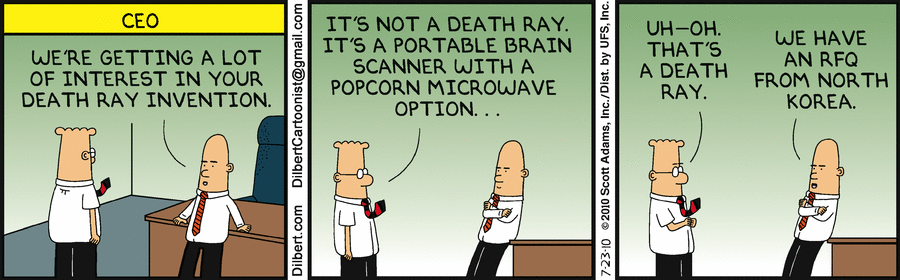 CEO
WE'RE GETTING A LOT
OF INTEREST IN YOUR
DEATH RAY INVENTION.
Dilbert.com DilbertCartoonist@gmail.com
IT'S NOT A DEATH RAY.
IT'S A PORTABLE BRAIN
SCANNER WITH A
POPCORN MICROWAVE
OPTION...
7-23-10 ©2010 Scott Adams, Inc./Dist. by UFS, Inc.
UH-OH.
THAT'S
A DEATH
RAY.
WE HAVE
AN RFQ
FROM NORTH
KOREA.